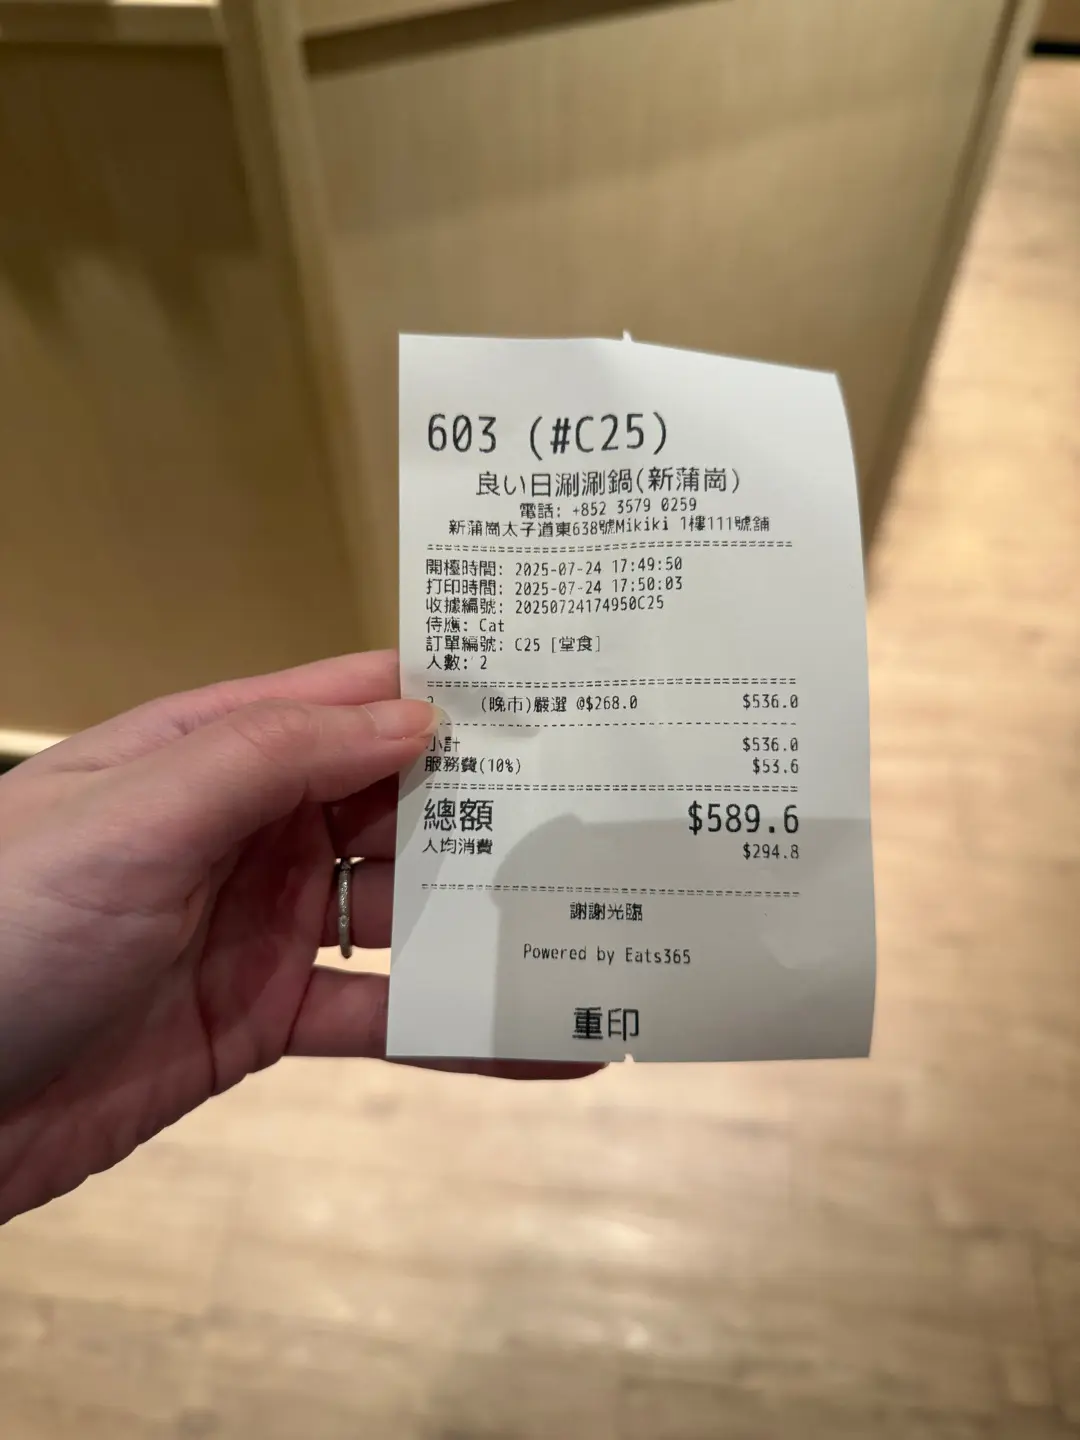 603 (#C25)
良い日涮涮鍋(新蒲崗)
電話: +852 3579 0259
新蒲崗太子道東638號Mikiki 1樓111號舖
開檯時間: 2025-07-24 17:49:50
打印時間: 2025-07-24 17:50:03
收據編號: 20250724174950C25
侍應: Cat
訂單編號: C25 [堂食]
人數: 2
2 (晚市)嚴選 @$268.0 $536.0
小計 $536.0
服務費(10%) $53.6
總額 $589.6
人均消費 $294.8
謝謝光臨
Powered by Eats365
重印